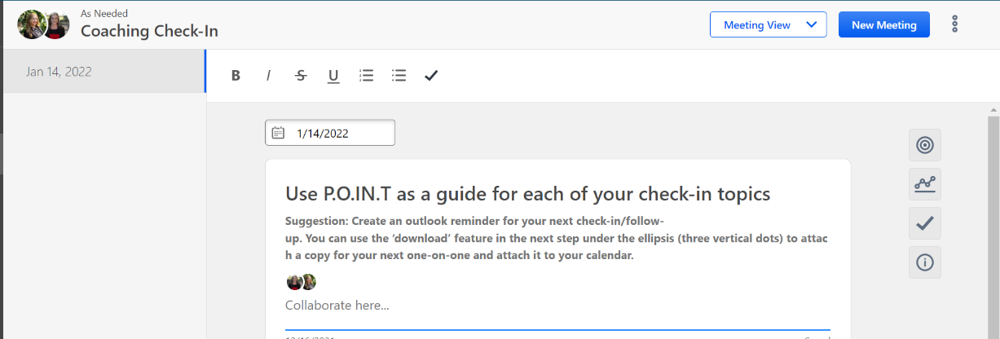 As Needed
Coaching Check-In
Meeting View
New Meeting
Jan 14, 2022
B I S U
1/14/2022
Use P.O.IN.T as a guide for each of your check-in topics
Suggestion: Create an outlook reminder for your next check-in/follow-
up. You can use the ‘download’ feature in the next step under the ellipsis (three vertical dots) to attac
h a copy for your next one-on-one and attach it to your calendar.
Collaborate here...